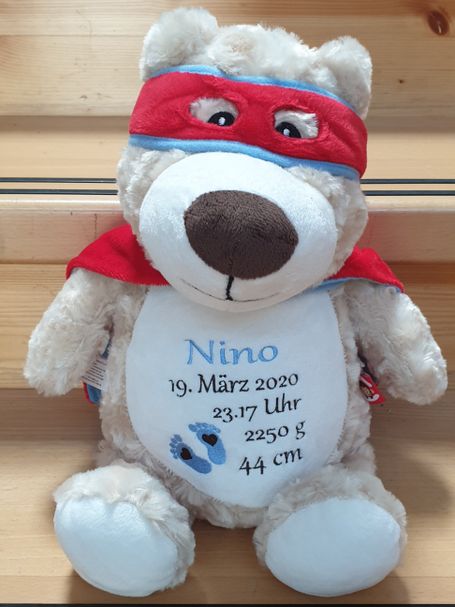 Nino
19. März 2020
23.17 Uhr
2250 g
44 cm